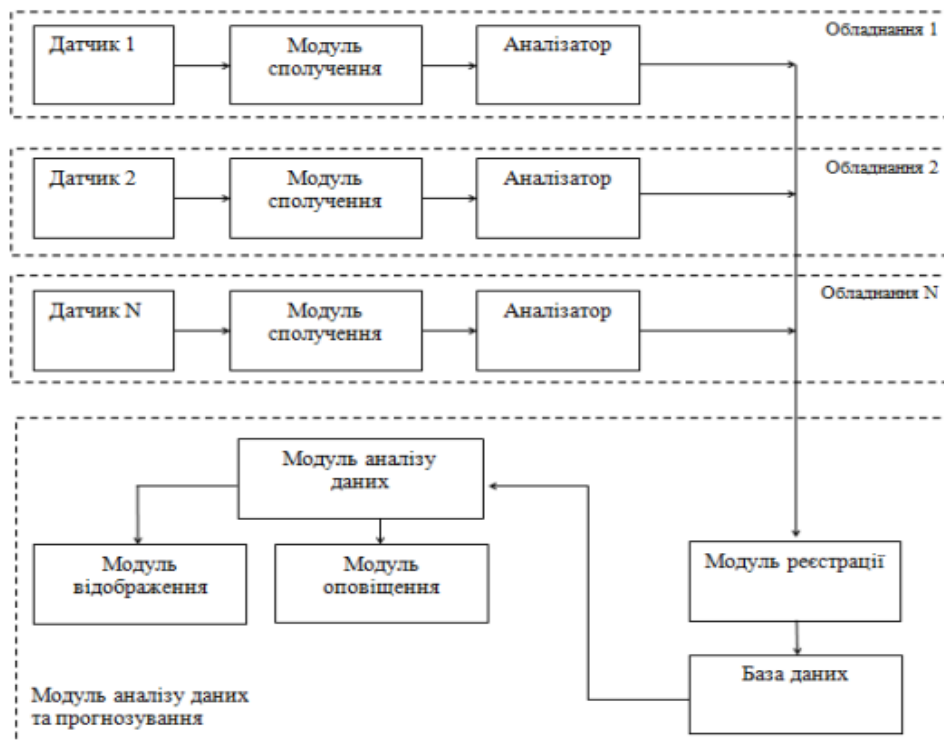 Обладнання 1
Датчик 1
Модуль
сполучення
Аналізатор
Обладнання 2
Датчик 2
Модуль
сполучення
Аналізатор
Обладнання N
Датчик N
Модуль
сполучення
Аналізатор
Модуль аналізу
даних
Модуль
відображення
Модуль
оповіщення
Модуль реєстрації
База даних
Модуль аналізу даних
та прогнозування